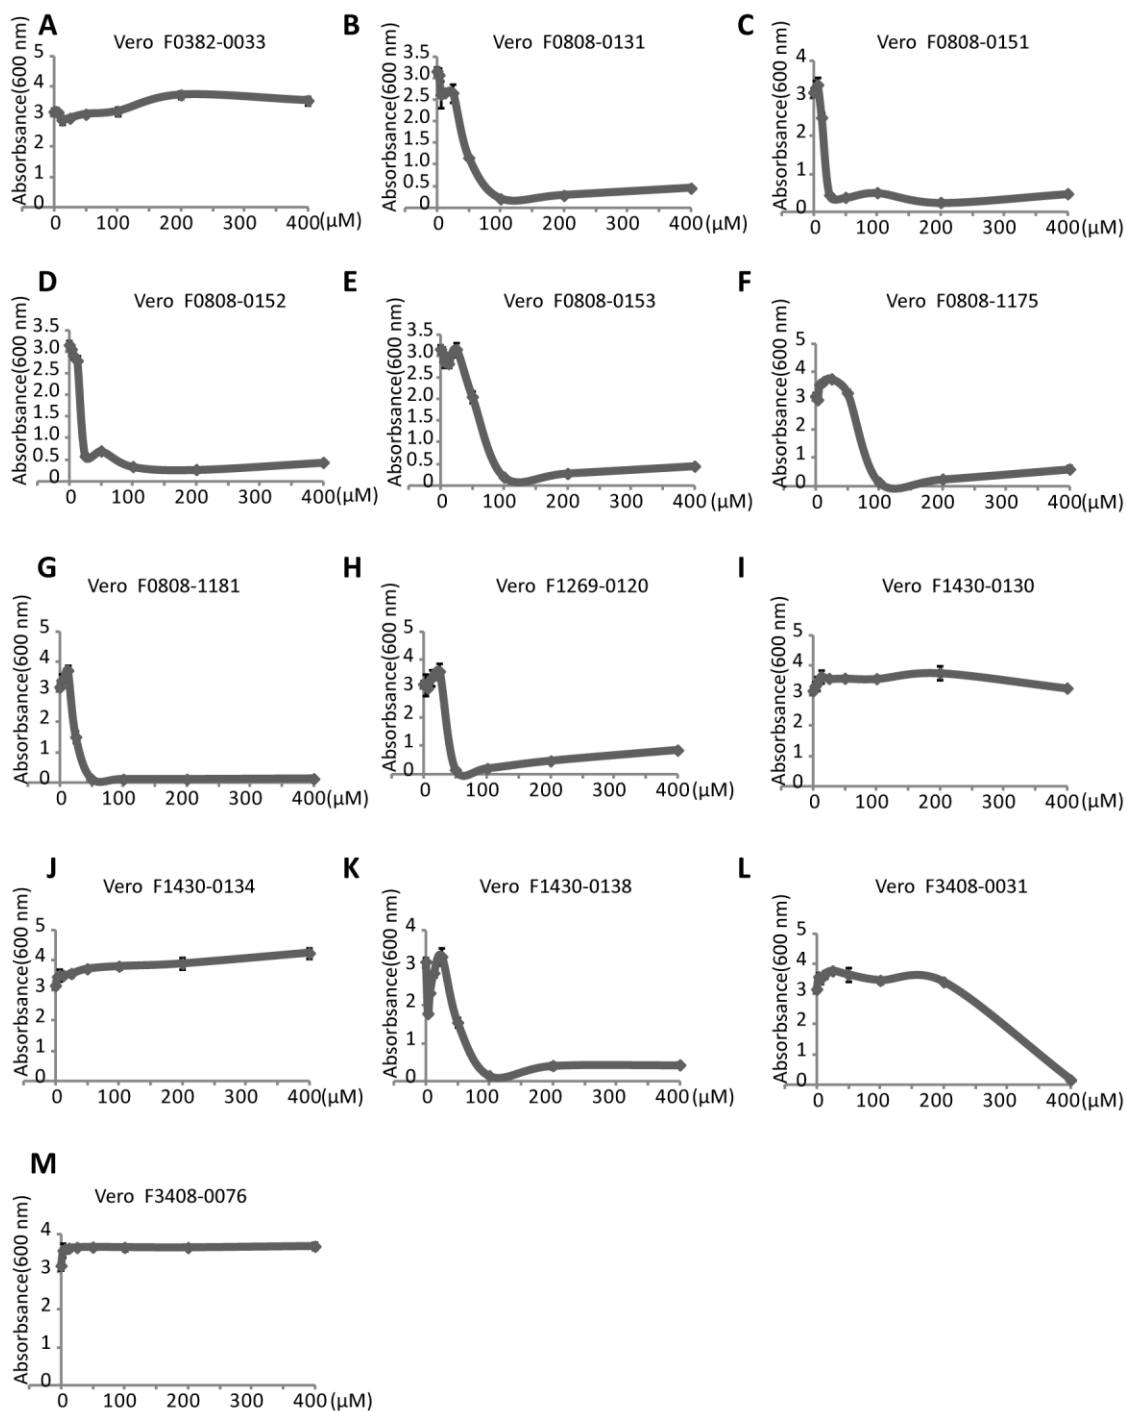 A
Vero F0382-0033
Absorbsance(600 nm)
5
4
3
2
1
0
0 100 200 300 400(μM)
B
Vero F0808-0131
Absorbsance(600 nm)
3.5
3.0
2.5
2.0
1.5
1.0
0.5
0
0 100 200 300 400(μM)
C
Vero F0808-0151
Absorbsance(600 nm)
4
3
2
1
0
0 100 200 300 400(μM)
D
Vero F0808-0152
Absorbsance(600 nm)
3.5
3.0
2.5
2.0
1.5
1.0
0.5
0
0 100 200 300 400(μM)
E
Vero F0808-0153
Absorbsance(600 nm)
3.5
3.0
2.5
2.0
1.5
1.0
0.5
0
0 100 200 300 400(μM)
F
Vero F0808-1175
Absorbsance(600 nm)
5
4
3
2
1
0
0 100 200 300 400(μM)
G
Vero F0808-1181
Absorbsance(600 nm)
5
4
3
2
1
0
0 100 200 300 400(μM)
H
Vero F1269-0120
Absorbsance(600 nm)
5
4
3
2
1
0
0 100 200 300 400(μM)
I
Vero F1430-0130
Absorbsance(600 nm)
5
4
3
2
1
0
0 100 200 300 400(μM)
J
Vero F1430-0134
Absorbsance(600 nm)
5
4
3
2
1
0
0 100 200 300 400(μM)
K
Vero F1430-0138
Absorbsance(600 nm)
4
3
2
1
0
0 100 200 300 400(μM)
L
Vero F3408-0031
Absorbsance(600 nm)
5
4
3
2
1
0
0 100 200 300 400(μM)
M
Vero F3408-0076
Absorbsance(600 nm)
4
3
2
1
0
0 100 200 300 400 (μM)